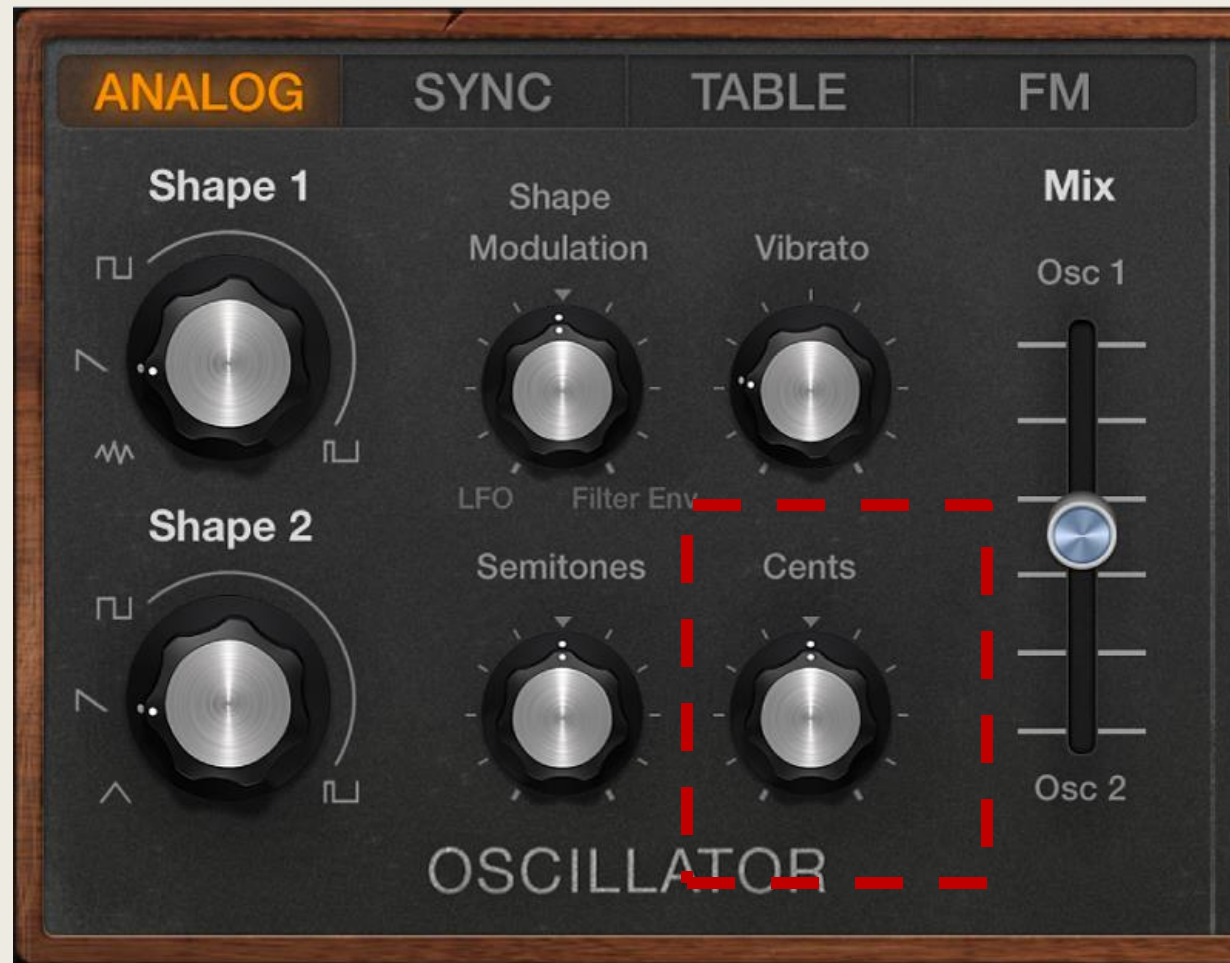 ANALOG SYNC TABLE FM
Shape 1
Shape
Modulation
Vibrato
Mix
Osc 1
LFO
Filter Env
Shape 2
Semitones
Cents
Osc 2
OSCILLATOR